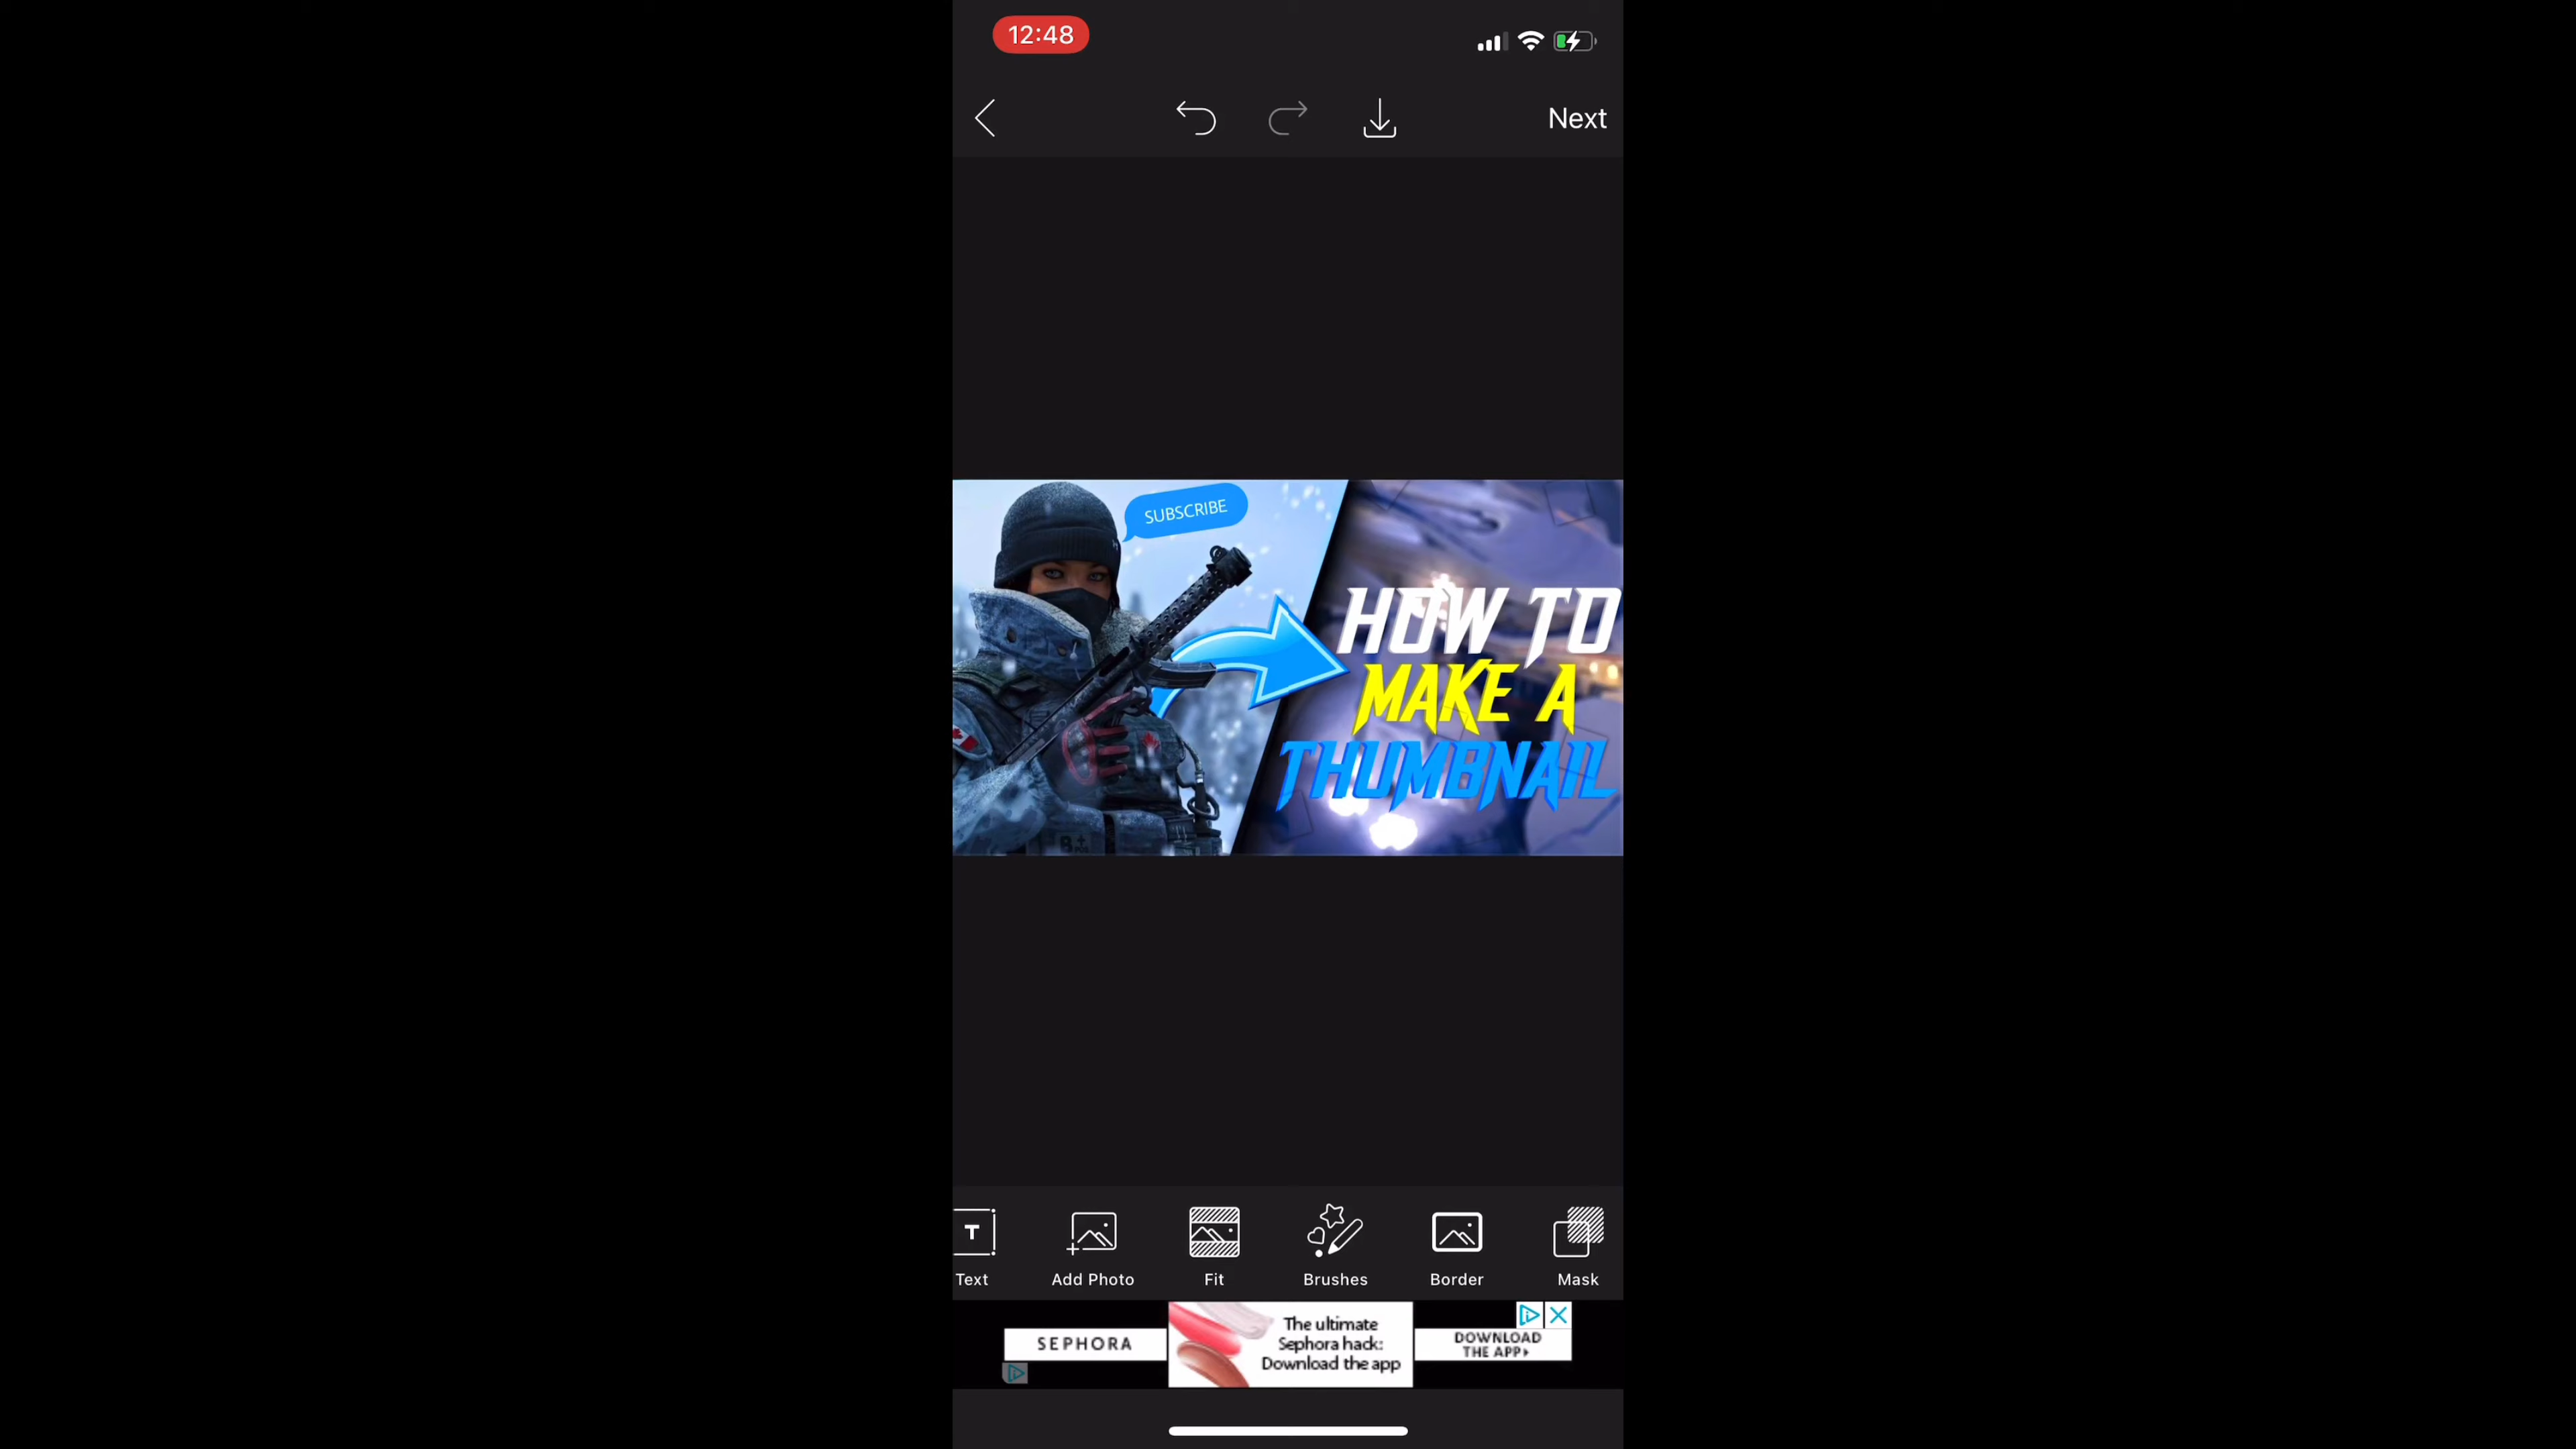 12:48
Next
SUBSCRIBE
HOW TO
MAKE A
THUMBNAIL
B+
T
Text
Add Photo
Fit
Brushes
Border
Mask
SEPHORA
The ultimate
Sephora hack:
Download the app
DOWNLOAD
THE APP